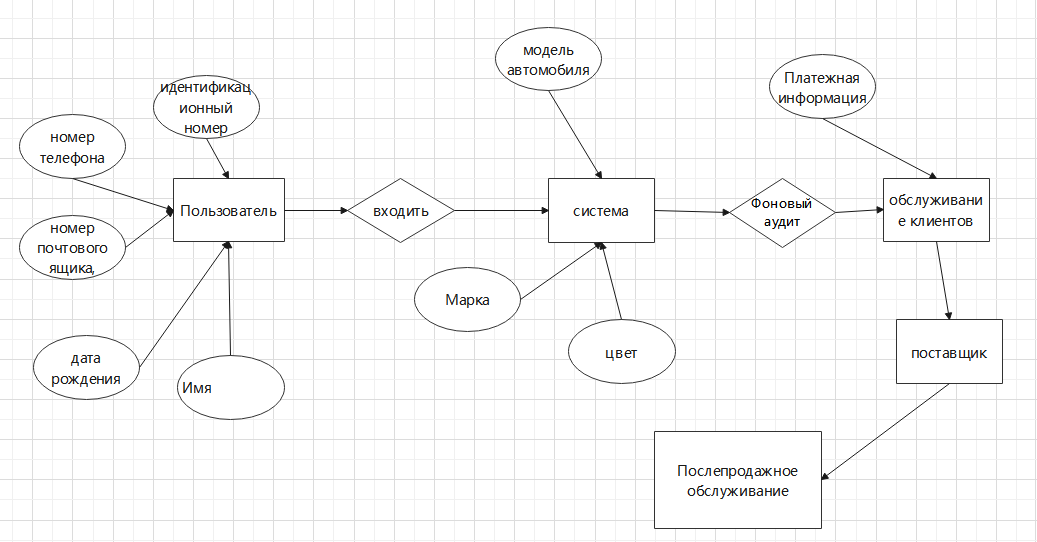 модель
автомобиля
Платежная
информация
идентификац
ионный
номер
номер
телефона
Пользователь
входить
система
Фоновый
аудит
обслуживани
е клиентов
номер
почтового
ящика,
Марка
цвет
поставщик
дата
рождения
Имя
Послепродажное
обслуживание